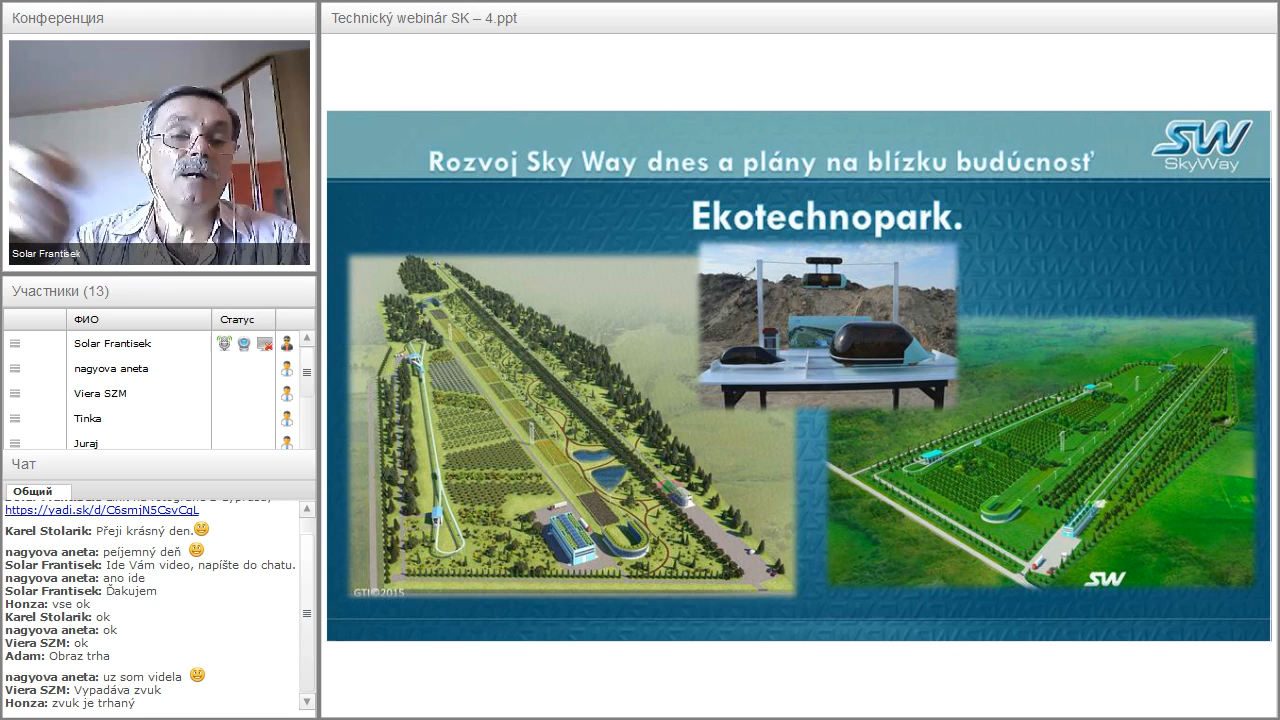 Конференция
Solar Frantisek
Участники (13)
ФИО
Статус
Solar Frantisek
nagyova aneta
Viera SZM
Tinka
Juraj
Чат
Общий
https://yadi.sk/d/C6smjN5CsvCqL
Karel Stolarik: Přeji krásný den.
nagyova aneta: peíjemný deň
Solar Frantisek: Ide Vám video, napíšte do chatu.
nagyova aneta: ano ide
Solar Frantisek: Ďakujem
Honza: vse ok
Karel Stolarik: ok
nagyova aneta: ok
Viera SZM: ok
Adam: Obraz trha
nagyova aneta: uz som videla
Viera SZM: Vypadáva zvuk
Honza: zvuk je trhaný
Technický webinár SK – 4.ppt
SW
SkyWay
Rozvoj Sky Way dnes a plány na blízku budúcnosť
Ekotechnopark.
GTI©2015
SW